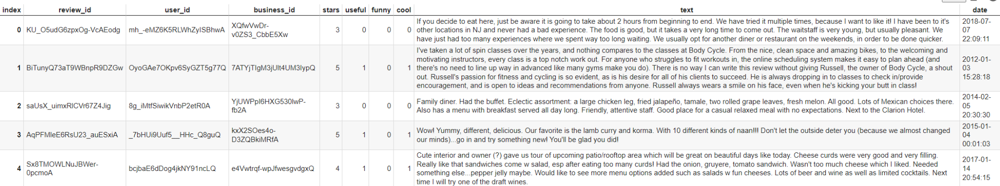 index review_id user_id business_id stars useful funny cool text date
0 KU_O5udG6zpxOg-VcAEodg mh_-eMZ6K5RLWhZyISBhwA XQfwVwDr-v0ZS3_CbbE5Xw 3 0 0 0
If you decide to eat here, just be aware it is going to take about 2 hours from beginning to end. We have tried it multiple times, because I want to like it! I have been to it's
other locations in NJ and never had a bad experience. The food is good, but it takes a very long time to come out. The waitstaff is very young, but usually pleasant. We
have just had too many experiences where we spent way too long waiting. We usually opt for another diner or restaurant on the weekends, in order to be done quicker.
2018-07-
07
22:09:11
1 BiTunyQ73aT9WBnpR9DZGw OyoGAe7OKpv6SyGZT5g77Q 7ATYjTIgM3jUlt4UM3IypQ 5 1 0 1
I've taken a lot of spin classes over the years, and nothing compares to the classes at Body Cycle. From the nice, clean space and amazing bikes, to the welcoming and
motivating instructors, every class is a top notch work out. For anyone who struggles to fit workouts in, the online scheduling system makes it easy to plan ahead (and
there's no need to line up way in advanced like many gyms make you do). There is no way I can write this review without giving Russell, the owner of Body Cycle, a shout
out. Russell's passion for fitness and cycling is so evident, as is his desire for all of his clients to succeed. He is always dropping in to classes to check in/provide
encouragement, and is open to ideas and recommendations from anyone. Russell always wears a smile on his face, even when he's kicking your butt in class!
2012-01-
03
15:28:18
2 saUsX_uimxRlCVr67Z4Jig 8g_iMtfSiwikVnbP2etR0A YjUWPpI6HXG530lwP-fb2A 3 0 0 0
Family diner. Had the buffet. Eclectic assortment: a large chicken leg, fried jalapeño, tamale, two rolled grape leaves, fresh melon. All good. Lots of Mexican choices there.
Also has a menu with breakfast served all day long. Friendly, attentive staff. Good place for a casual relaxed meal with no expectations. Next to the Clarion Hotel.
2014-02-
05
20:30:30
3 AqPFMleE6RsU23_auESxiA _7bHUi9Uuf5__HHc_Q8guQ kxX2SOes4o-D3ZQBkiMRfA 5 1 0 1
Wow! Yummy, different, delicious. Our favorite is the lamb curry and korma. With 10 different kinds of naan!!! Don't let the outside deter you (because we almost changed
our minds)...go in and try something new! You'll be glad you did!
2015-01-
04
00:01:03
4 Sx8TMOWLNuJBWer-0pcmoA bcjbaE6dDog4jkNY91ncLQ e4Vwtrqf-wpJfwesgvdgxQ 4 1 0 1
Cute interior and owner (?) gave us tour of upcoming patio/rooftop area which will be great on beautiful days like today. Cheese curds were very good and very filling.
Really like that sandwiches come w salad, esp after eating too many curds! Had the onion, gruyere, tomato sandwich. Wasn't too much cheese which I liked. Needed
something else...pepper jelly maybe. Would like to see more menu options added such as salads w fun cheeses. Lots of beer and wine as well as limited cocktails. Next
time I will try one of the draft wines.
2017-01-
14
20:54:15